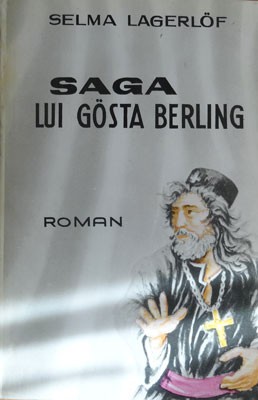 SELMA LAGERLÖF
SAGA
LUI GÖSTA BERLING
ROMAN